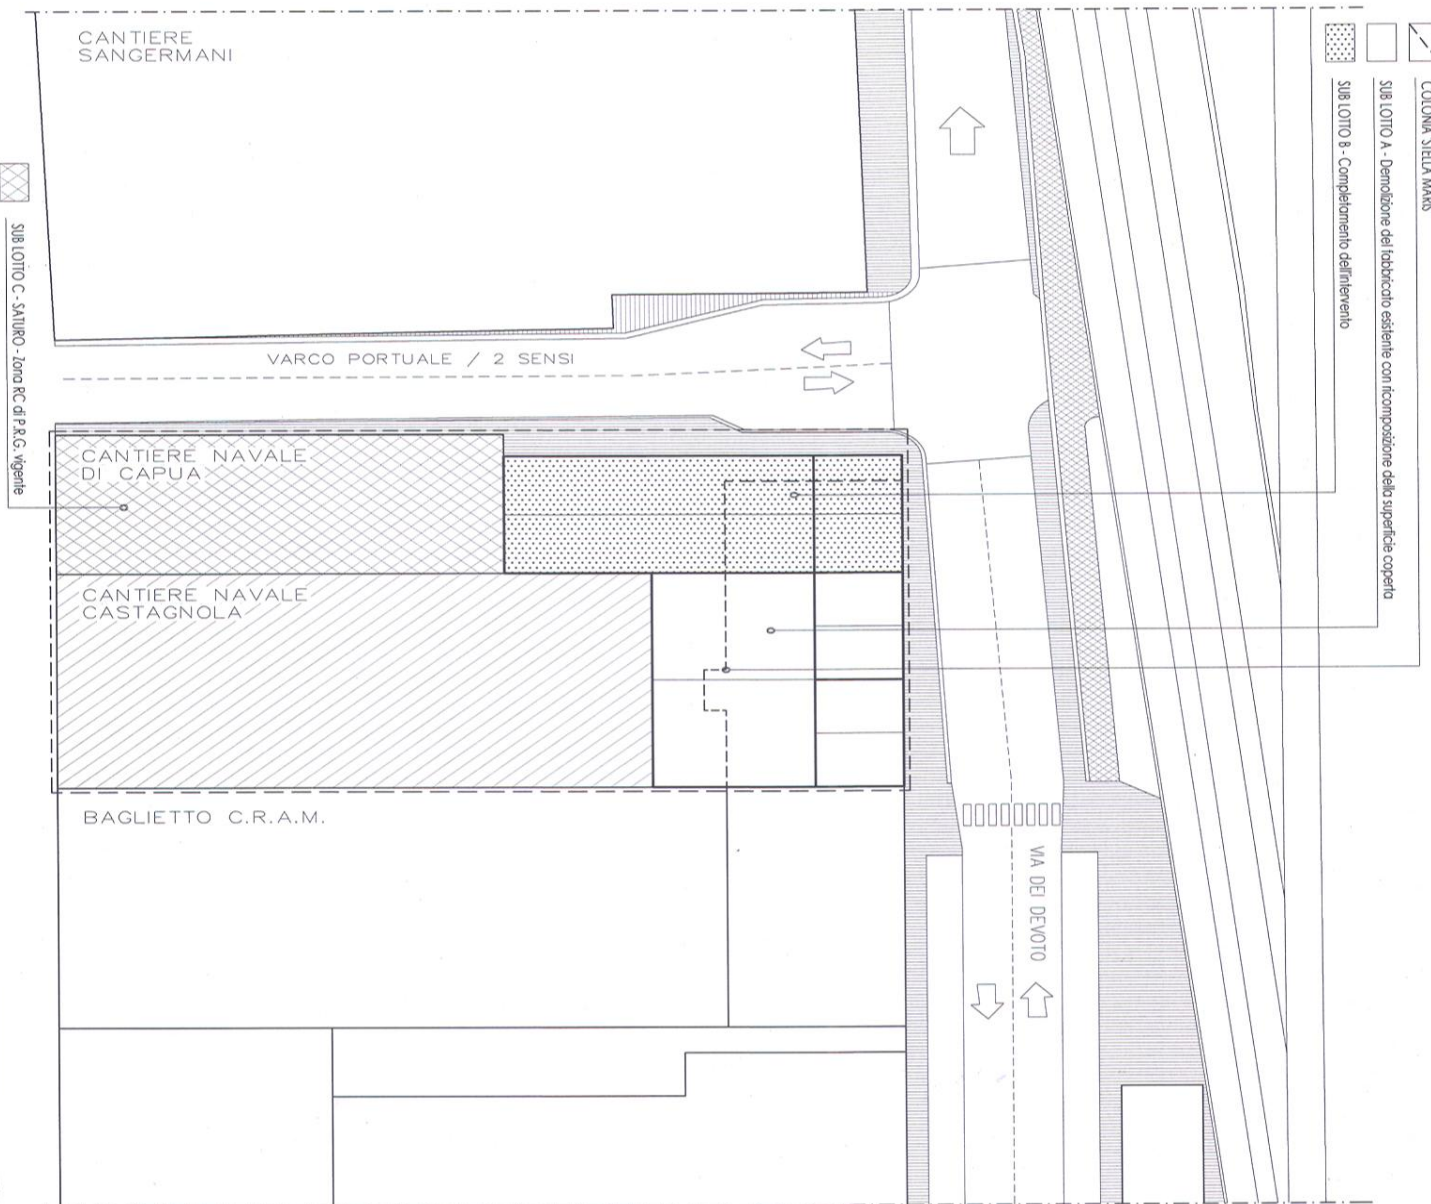 CANTIERE
SANGERMANI
VARCO PORTUALE / 2 SENSI
CANTIERE NAVALE
DI CAPUA
CANTIERE NAVALE
CASTAGNOLA
BAGLIETTO C.R.A.M.
VIA DEI DEVOTO
COLONIA STELLA MARIS
SUB LOTTO A - Demolizione del fabbricato esistente con ricomposizione della superficie coperta
SUB LOTTO B - Completamento dell'intervento
SUB LOTTO C - SATURO - Zona RC di P.R.G. vigente